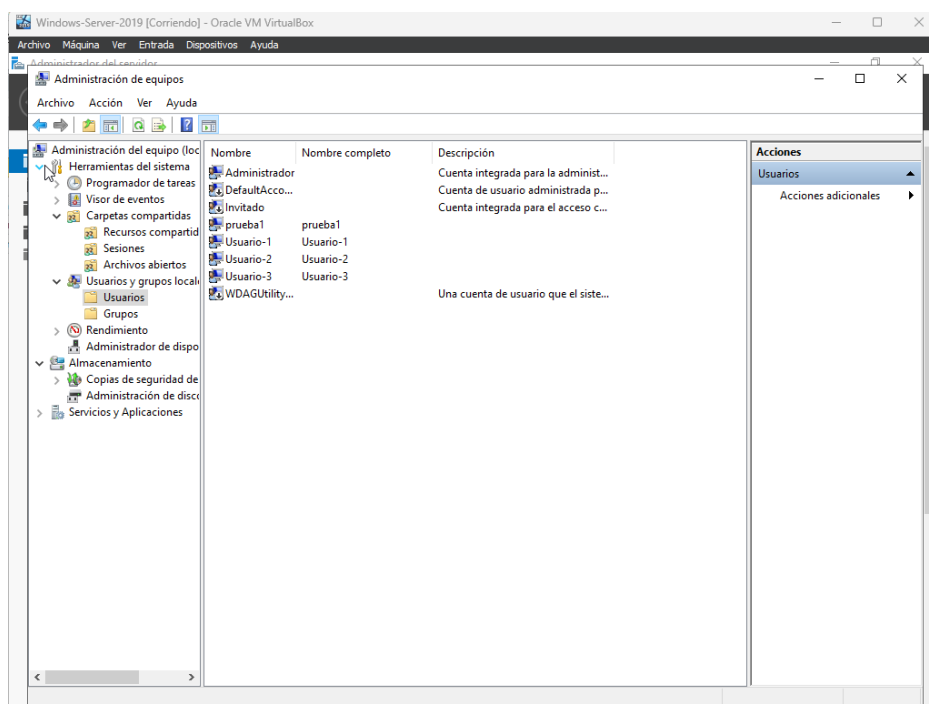 Windows-Server-2019 [Corriendo] - Oracle VM VirtualBox
Archivo Máquina Ver Entrada Dispositivos Ayuda
Administrador del servidor
Administración de equipos
Archivo Acción Ver Ayuda
Administración del equipo (loc
Herramientas del sistema
Programador de tareas
Visor de eventos
Carpetas compartidas
Recursos compartid
Sesiones
Archivos abiertos
Usuarios y grupos local
Usuarios
Grupos
Rendimiento
Administrador de dispo
Almacenamiento
Copias de seguridad de
Administración de disc
Servicios y Aplicaciones
Nombre Nombre completo Descripción
Administrador Cuenta integrada para la administ...
DefaultAcco... Cuenta de usuario administrada p...
Invitado Cuenta integrada para el acceso c...
prueba1 prueba1
Usuario-1 Usuario-1
Usuario-2 Usuario-2
Usuario-3 Usuario-3
WDAGUtility... Una cuenta de usuario que el siste...
Acciones
Usuarios
Acciones adicionales